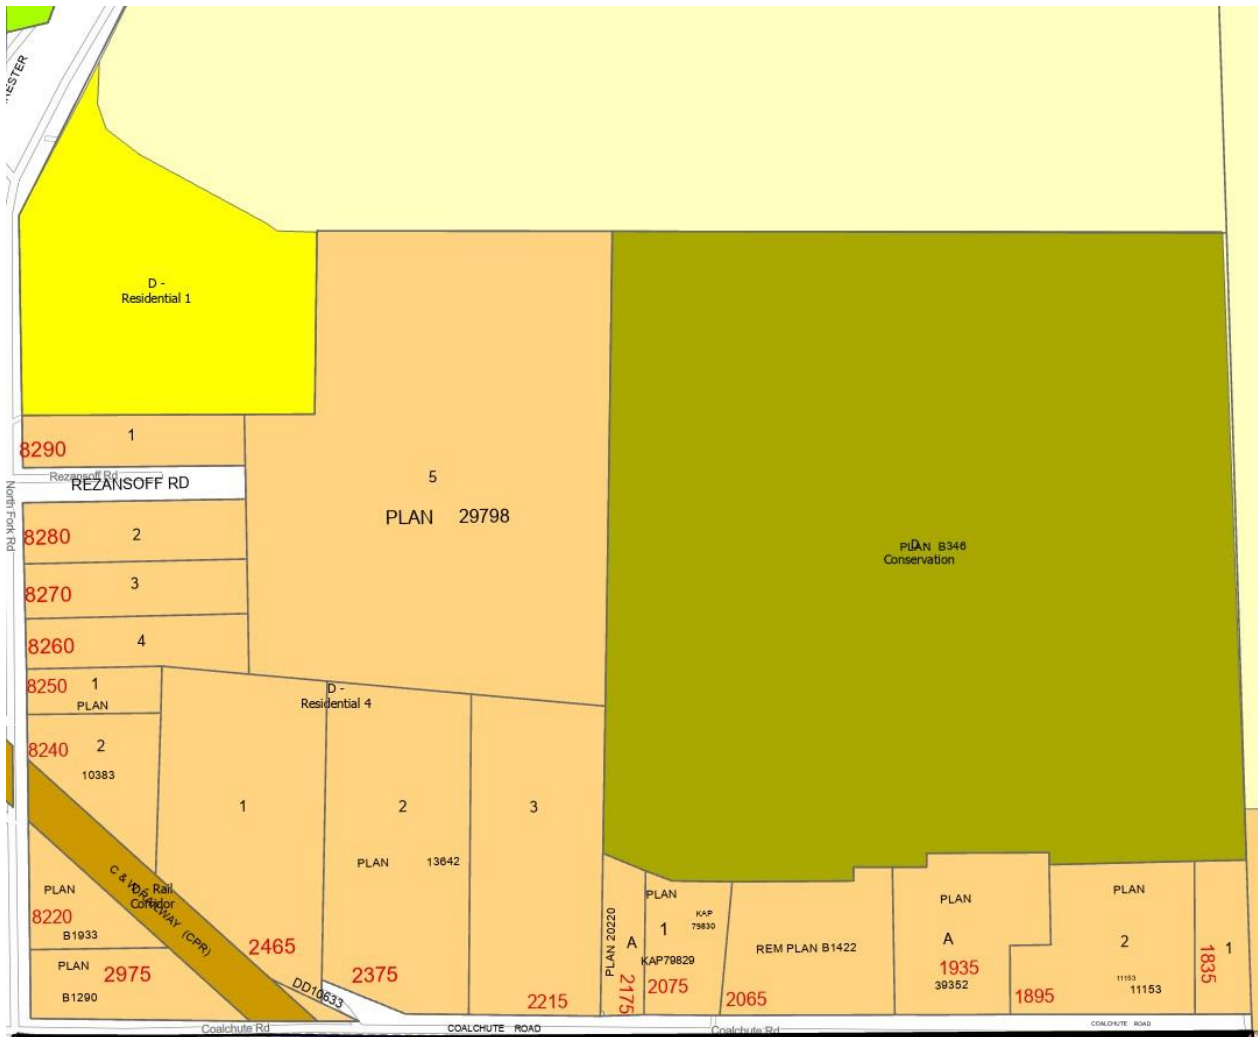 D -
Residential 1
1
8290
Rezansoff Rd
REZANSOFF RD
North Fork Rd
5
PLAN 29798
8280
2
8270
3
8260
4
PLAN B346
D -
Conservation
8250
1
PLAN
D -
Residential 4
8240
2
10383
1
2
3
PLAN 13642
C & W RAILWAY (CPR)
D - Rail
Corridor
PLAN
8220
B1933
PLAN
2975
B1290
2465
DD10633
2375
2215
PLAN 20220
A
2175
PLAN
1
KAP
79830
KAP79829
2075
REM PLAN B1422
2065
PLAN
A
1935
39352
PLAN
2
11153
11153
1895
1835
1
Coalchute Rd
COALCHUTE ROAD
Coalchute Rd
COALCHUTE ROAD